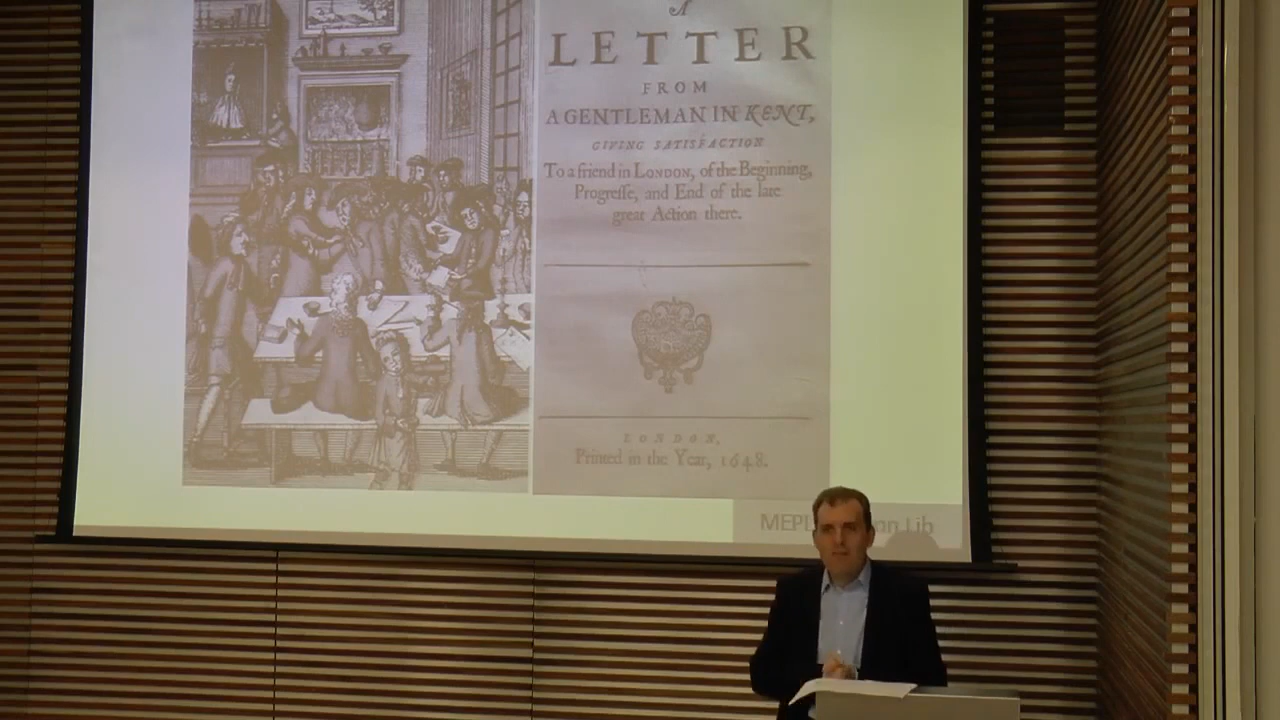 A
LETTER
FROM
A GENTLEMAN IN KENT,
GIVING SATISFACTION
To a friend in LONDON, of the Beginning,
Progresse, and End of the late
great Action there.
LONDON,
Printed in the Year, 1648.
MEPL Lib